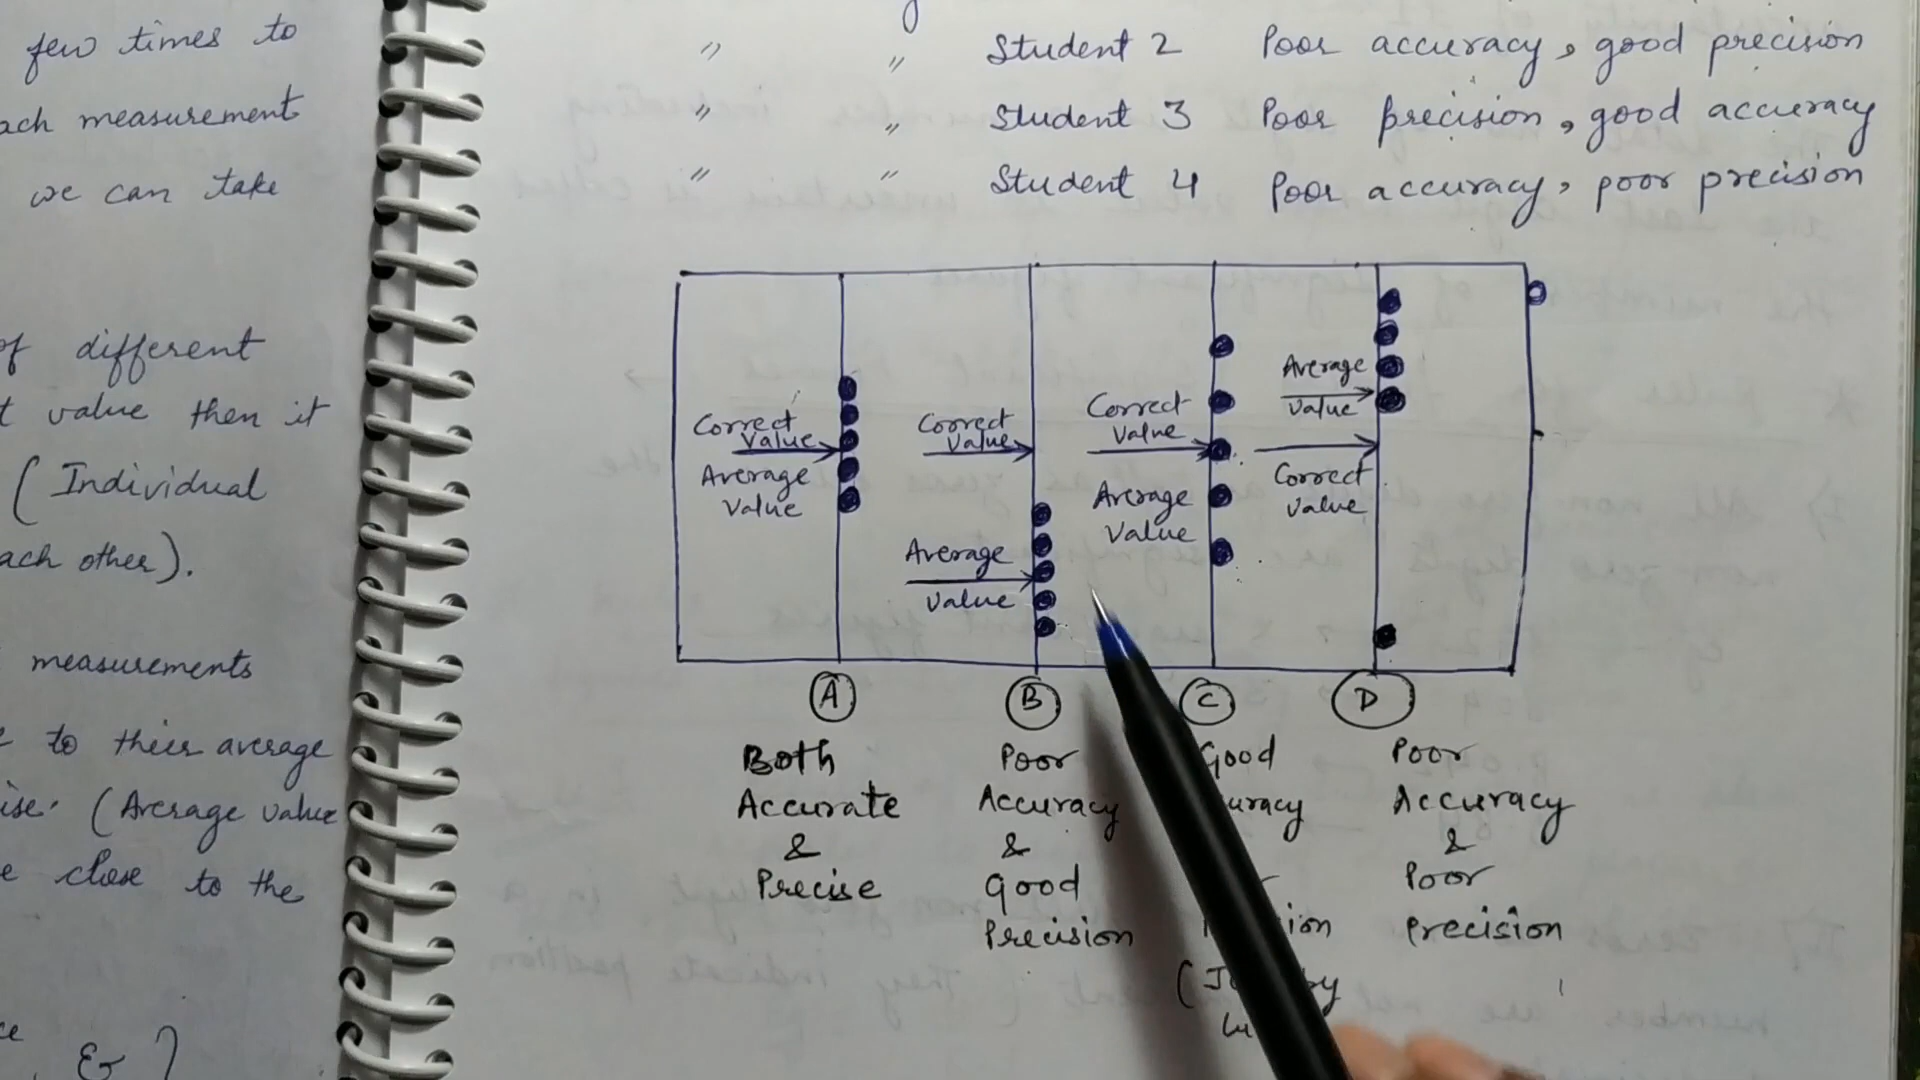 few times to
ach measurement
we can take
of different
t value then it
( Individual
ach other).
measurements
to their average
ise. ( Average value
e close to the
&
" " Student 2 Poor accuracy, good precision
" " Student 3 Poor precision, good accuracy
" " Student 4 Poor accuracy, poor precision
Correct
value
Average
Value
Correct
value
Average
value
Correct
value
Average
Value
Average
value
Correct
value
A B C D
Both
Accurate
&
Precise
Poor
Accuracy
&
Good
Precision
Good
uracy
ion
Poor
Accuracy
&
Poor
precision